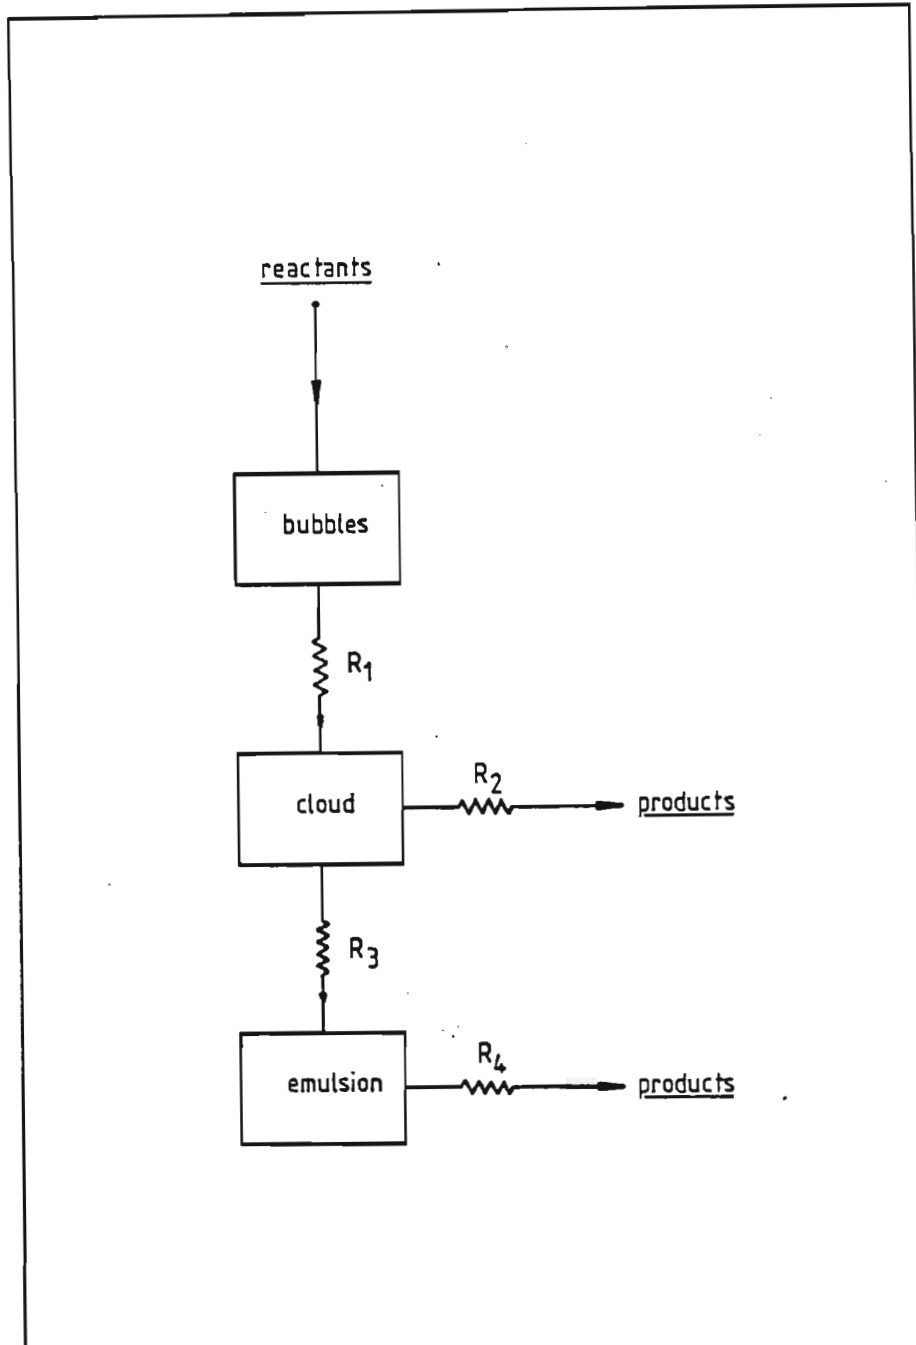 reactants
bubbles
R1
cloud
R2
products
R3
emulsion
R4
products